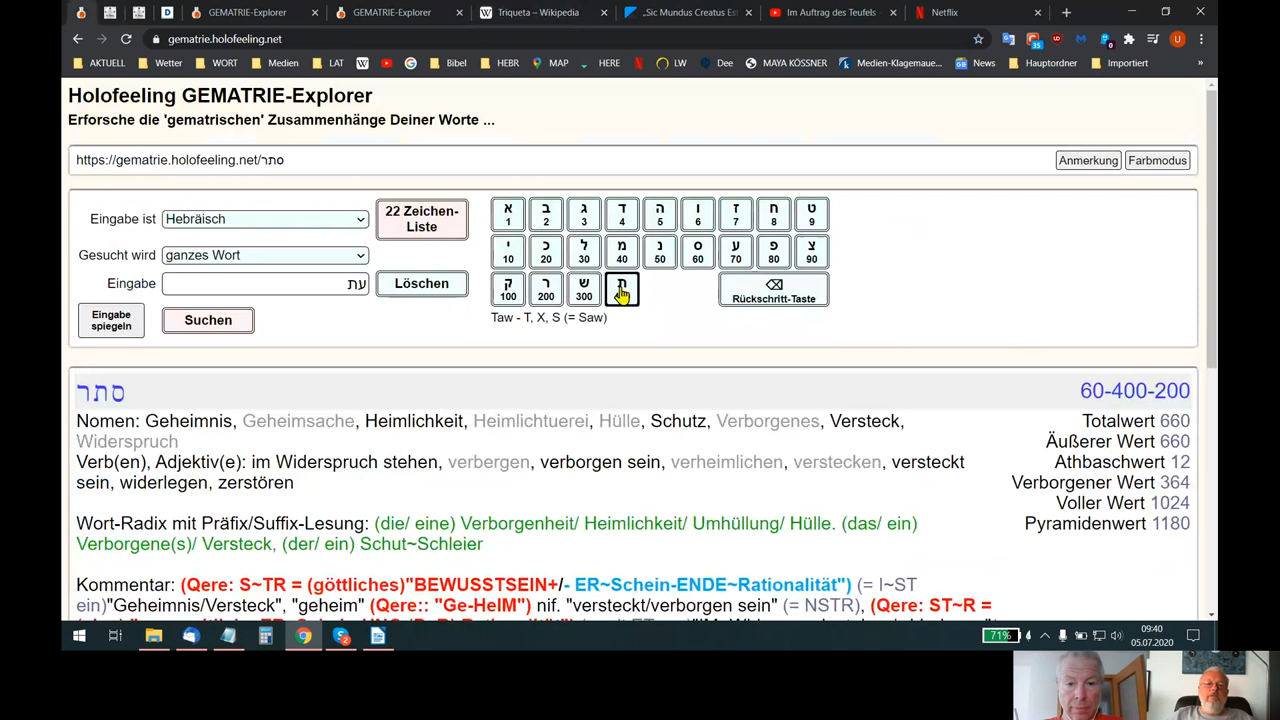 GEMATRIE-Explorer
GEMATRIE-Explorer
Triqueta – Wikipedia
„Sic Mundus Creatus Es
Im Auftrag des Teufels -
Netflix
gematrie.holofeeling.net
AKTUELL Wetter WORT Medien LAT Bibel HEBR MAP HERE LW Dee MAYA KÖSSNER Medien-Klagemaue... News Hauptordner Importiert
Holofeeling GEMATRIE-Explorer
Erforsche die 'gematrischen' Zusammenhänge Deiner Worte ...
https://gematrie.holofeeling.net/סתר
Anmerkung Farbmodus
Eingabe ist Hebräisch
22 Zeichen-
Liste
Gesucht wird ganzes Wort
Eingabe עת
Löschen
Eingabe
spiegeln
Suchen
א ב ג ד ה ו ז ח ט
1 2 3 4 5 6 7 8 9
י כ ל מ נ ס ע פ צ
10 20 30 40 50 60 70 80 90
ק ר ש ת
100 200 300
⌫
Rückschritt-Taste
Taw - T, X, S (= Saw)
סתר 60-400-200
Nomen: Geheimnis, Geheimsache, Heimlichkeit, Heimlichtuerei, Hülle, Schutz, Verborgenes, Versteck,
Widerspruch
Verb(en), Adjektiv(e): im Widerspruch stehen, verbergen, verborgen sein, verheimlichen, verstecken, versteckt
sein, widerlegen, zerstören
Totalwert 660
Äußerer Wert 660
Athbaschwert 12
Verborgener Wert 364
Voller Wert 1024
Pyramidenwert 1180
Wort-Radix mit Präfix/Suffix-Lesung: (die/ eine) Verborgenheit/ Heimlichkeit/ Umhüllung/ Hülle. (das/ ein)
Verborgene(s)/ Versteck, (der/ ein) Schut~Schleier
Kommentar: (Qere: S~TR = (göttliches)"BEWUSSTSEIN+/- ER~Schein-ENDE~Rationalität") (= I~ST
ein)"Geheimnis/Versteck", "geheim" (Qere:: "Ge-HeIM") nif. "versteckt/verborgen sein" (= NSTR), (Qere: ST~R =
71%
09:40
05.07.2020